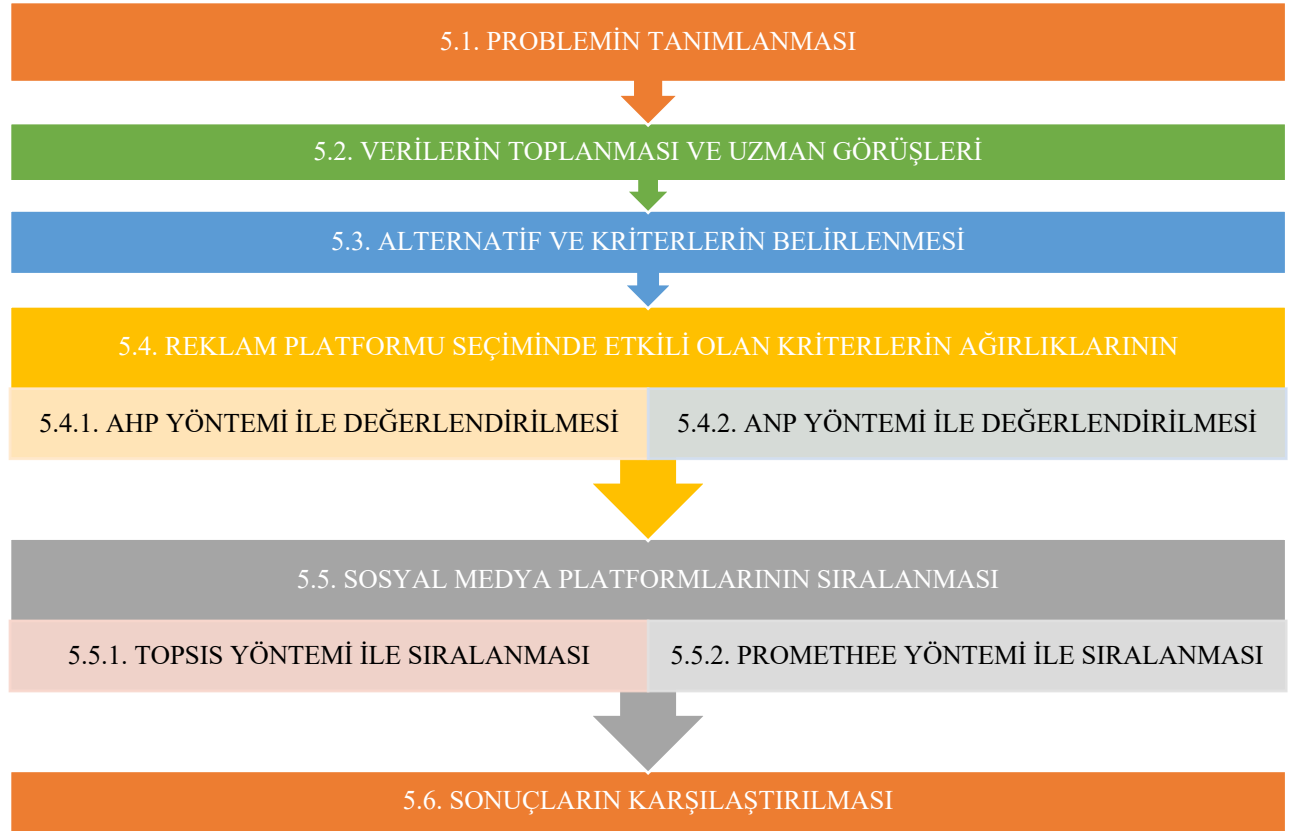 5.1. PROBLEMİN TANIMLANMASI
5.2. VERİLERİN TOPLANMASI VE UZMAN GÖRÜŞLERİ
5.3. ALTERNATİF VE KRİTERLERİN BELİRLENMESİ
5.4. REKLAM PLATFORMU SEÇİMİNDE ETKİLİ OLAN KRİTERLERİN AĞIRLIKLARININ
5.4.1. AHP YÖNTEMİ İLE DEĞERLENDİRİLMESİ
5.4.2. ANP YÖNTEMİ İLE DEĞERLENDİRİLMESİ
5.5. SOSYAL MEDYA PLATFORMLARININ SIRALANMASI
5.5.1. TOPSIS YÖNTEMİ İLE SIRALANMASI
5.5.2. PROMETHEE YÖNTEMİ İLE SIRALANMASI
5.6. SONUÇLARIN KARŞILAŞTIRILMASI